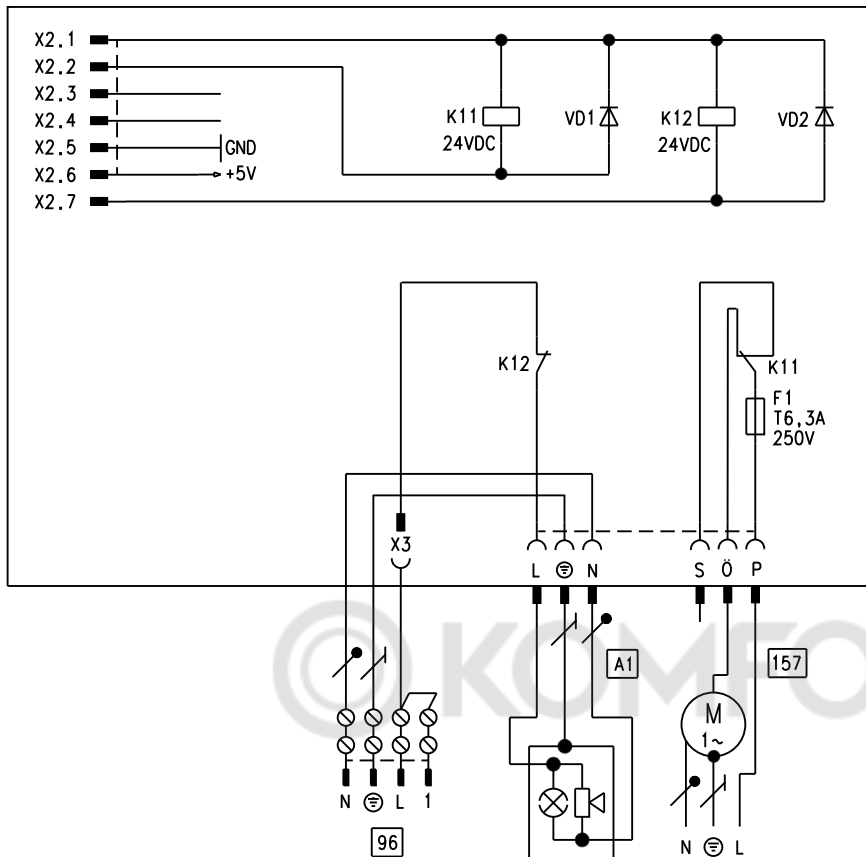 X2.1
X2.2
X2.3
X2.4
X2.5 GND
X2.6 +5V
X2.7
K11 VD1 K12 VD2
24VDC 24VDC
K12 K11
F1
T6,3A
250V
X3
L N S Ö P
© KOMFO
A1 157
M
1~
N L 1
96
N L